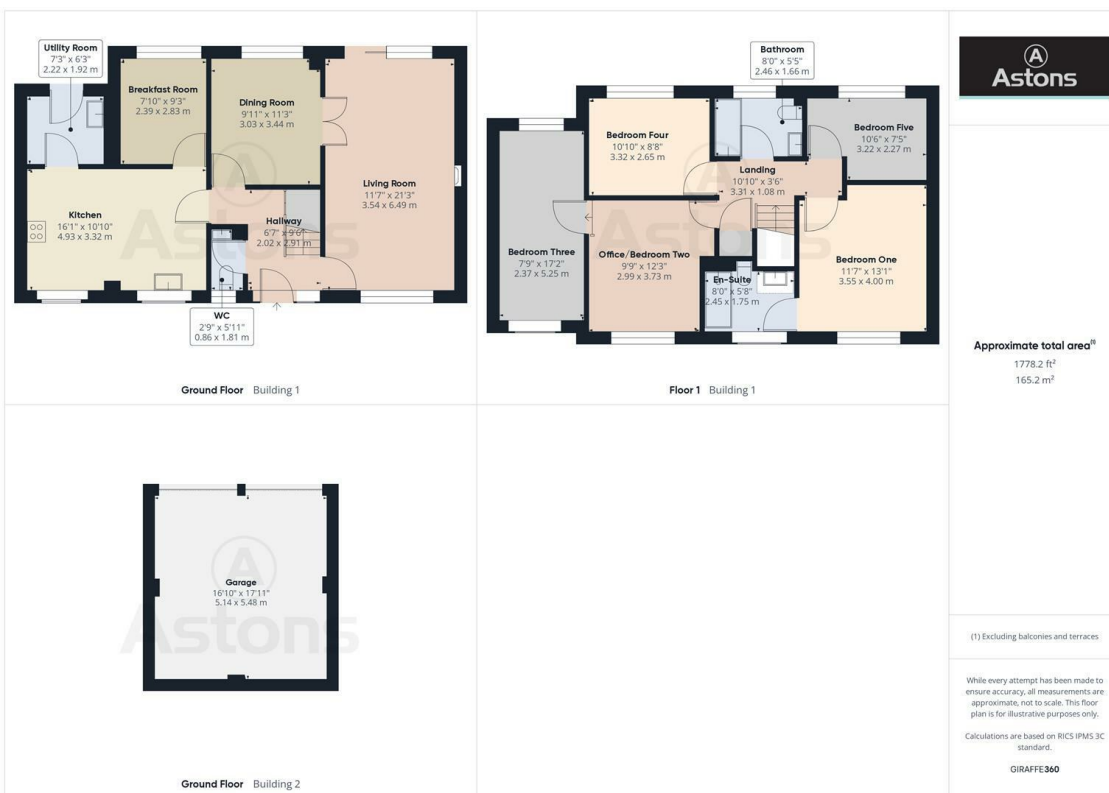 Utility Room
7'3" x 6'3"
2.22 x 1.92 m
Breakfast Room
7'10" x 9'3"
2.39 x 2.83 m
Dining Room
9'11" x 11'3"
3.03 x 3.44 m
Living Room
11'7" x 21'3"
3.54 x 6.49 m
Kitchen
16'1" x 10'10"
4.93 x 3.32 m
Hallway
6'7" x 9'6"
2.02 x 2.91 m
WC
2'9" x 5'11"
0.86 x 1.81 m
A
Astons
Ground Floor Building 1
Bathroom
8'0" x 5'5"
2.46 x 1.66 m
Bedroom Four
10'10" x 8'8"
3.32 x 2.65 m
Bedroom Five
10'6" x 7'5"
3.22 x 2.27 m
Landing
10'10" x 3'6"
3.31 x 1.08 m
Bedroom Three
7'9" x 17'2"
2.37 x 5.25 m
Office/Bedroom Two
9'9" x 12'3"
2.99 x 3.73 m
En-Suite
8'0" x 5'8"
2.45 x 1.75 m
Bedroom One
11'7" x 13'1"
3.55 x 4.00 m
A
Astons
Floor 1 Building 1
A
Garage
16'10" x 17'11"
5.14 x 5.48 m
Astons
Ground Floor Building 2
A
Astons
Approximate total area(1)
1778.2 ft²
165.2 m²
(1) Excluding balconies and terraces
While every attempt has been made to
ensure accuracy, all measurements are
approximate, not to scale. This floor
plan is for illustrative purposes only.
Calculations are based on RICS IPMS 3C
standard.
GIRAFFE360